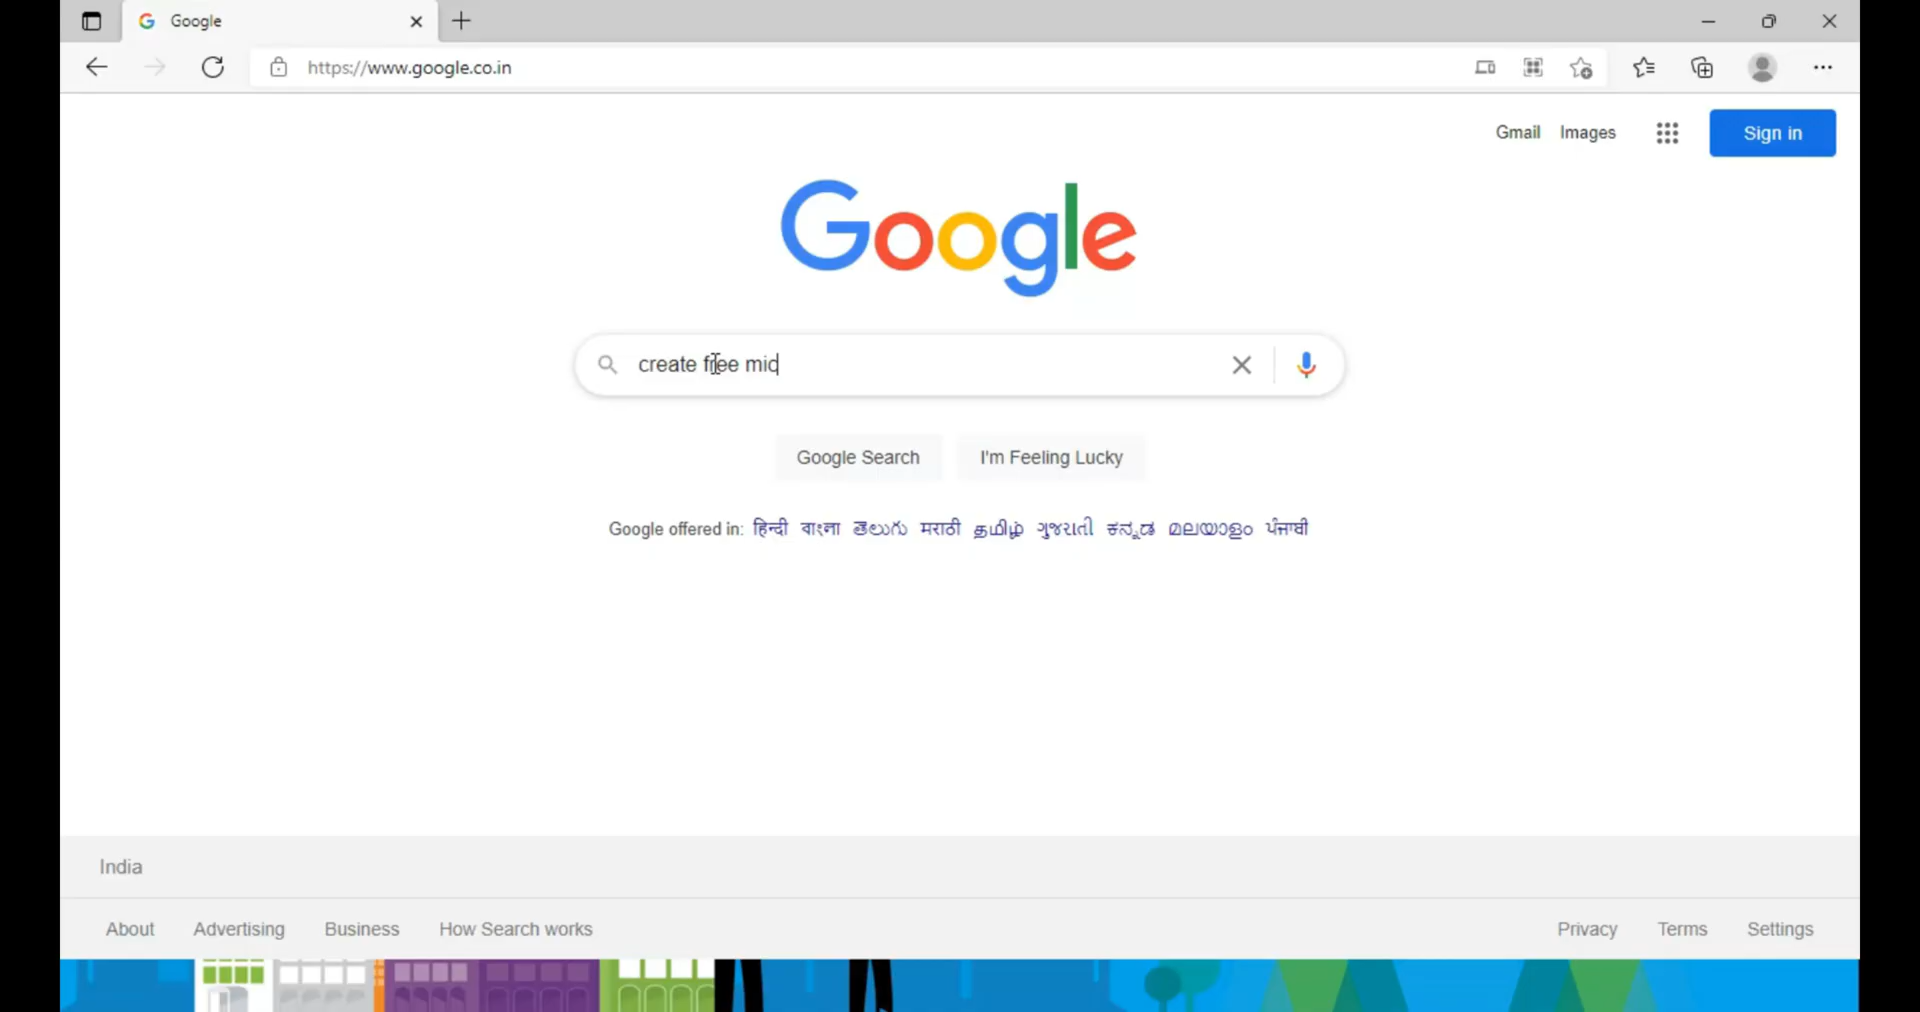 Google
https://www.google.co.in
Gmail Images Sign in
Google
create free mic
Google Search I'm Feeling Lucky
Google offered in: हिन्दी বাংলা తెలుగు मराठी தமிழ் ગુજરાતી ಕನ್ನಡ മലയാളം ਪੰਜਾਬੀ
India
About Advertising Business How Search works Privacy Terms Settings